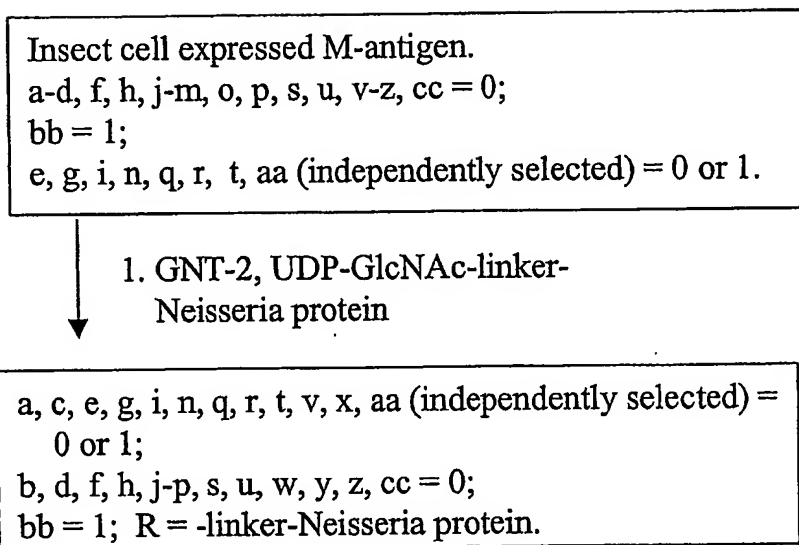 Insect cell expressed M-antigen.
a-d, f, h, j-m, o, p, s, u, v-z, cc = 0;
bb = 1;
e, g, i, n, q, r, t, aa (independently selected) = 0 or 1.
1. GNT-2, UDP-GlcNAc-linker-
Neisseria protein
a, c, e, g, i, n, q, r, t, v, x, aa (independently selected) =
0 or 1;
b, d, f, h, j-p, s, u, w, y, z, cc = 0;
bb = 1; R = -linker-Neisseria protein.